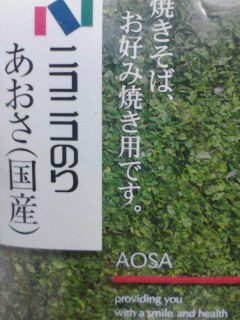 焼きそば、
お好み焼き用です。
ニコニコのり
あおさ(国産)
AOSA
providing you
with a smile and health